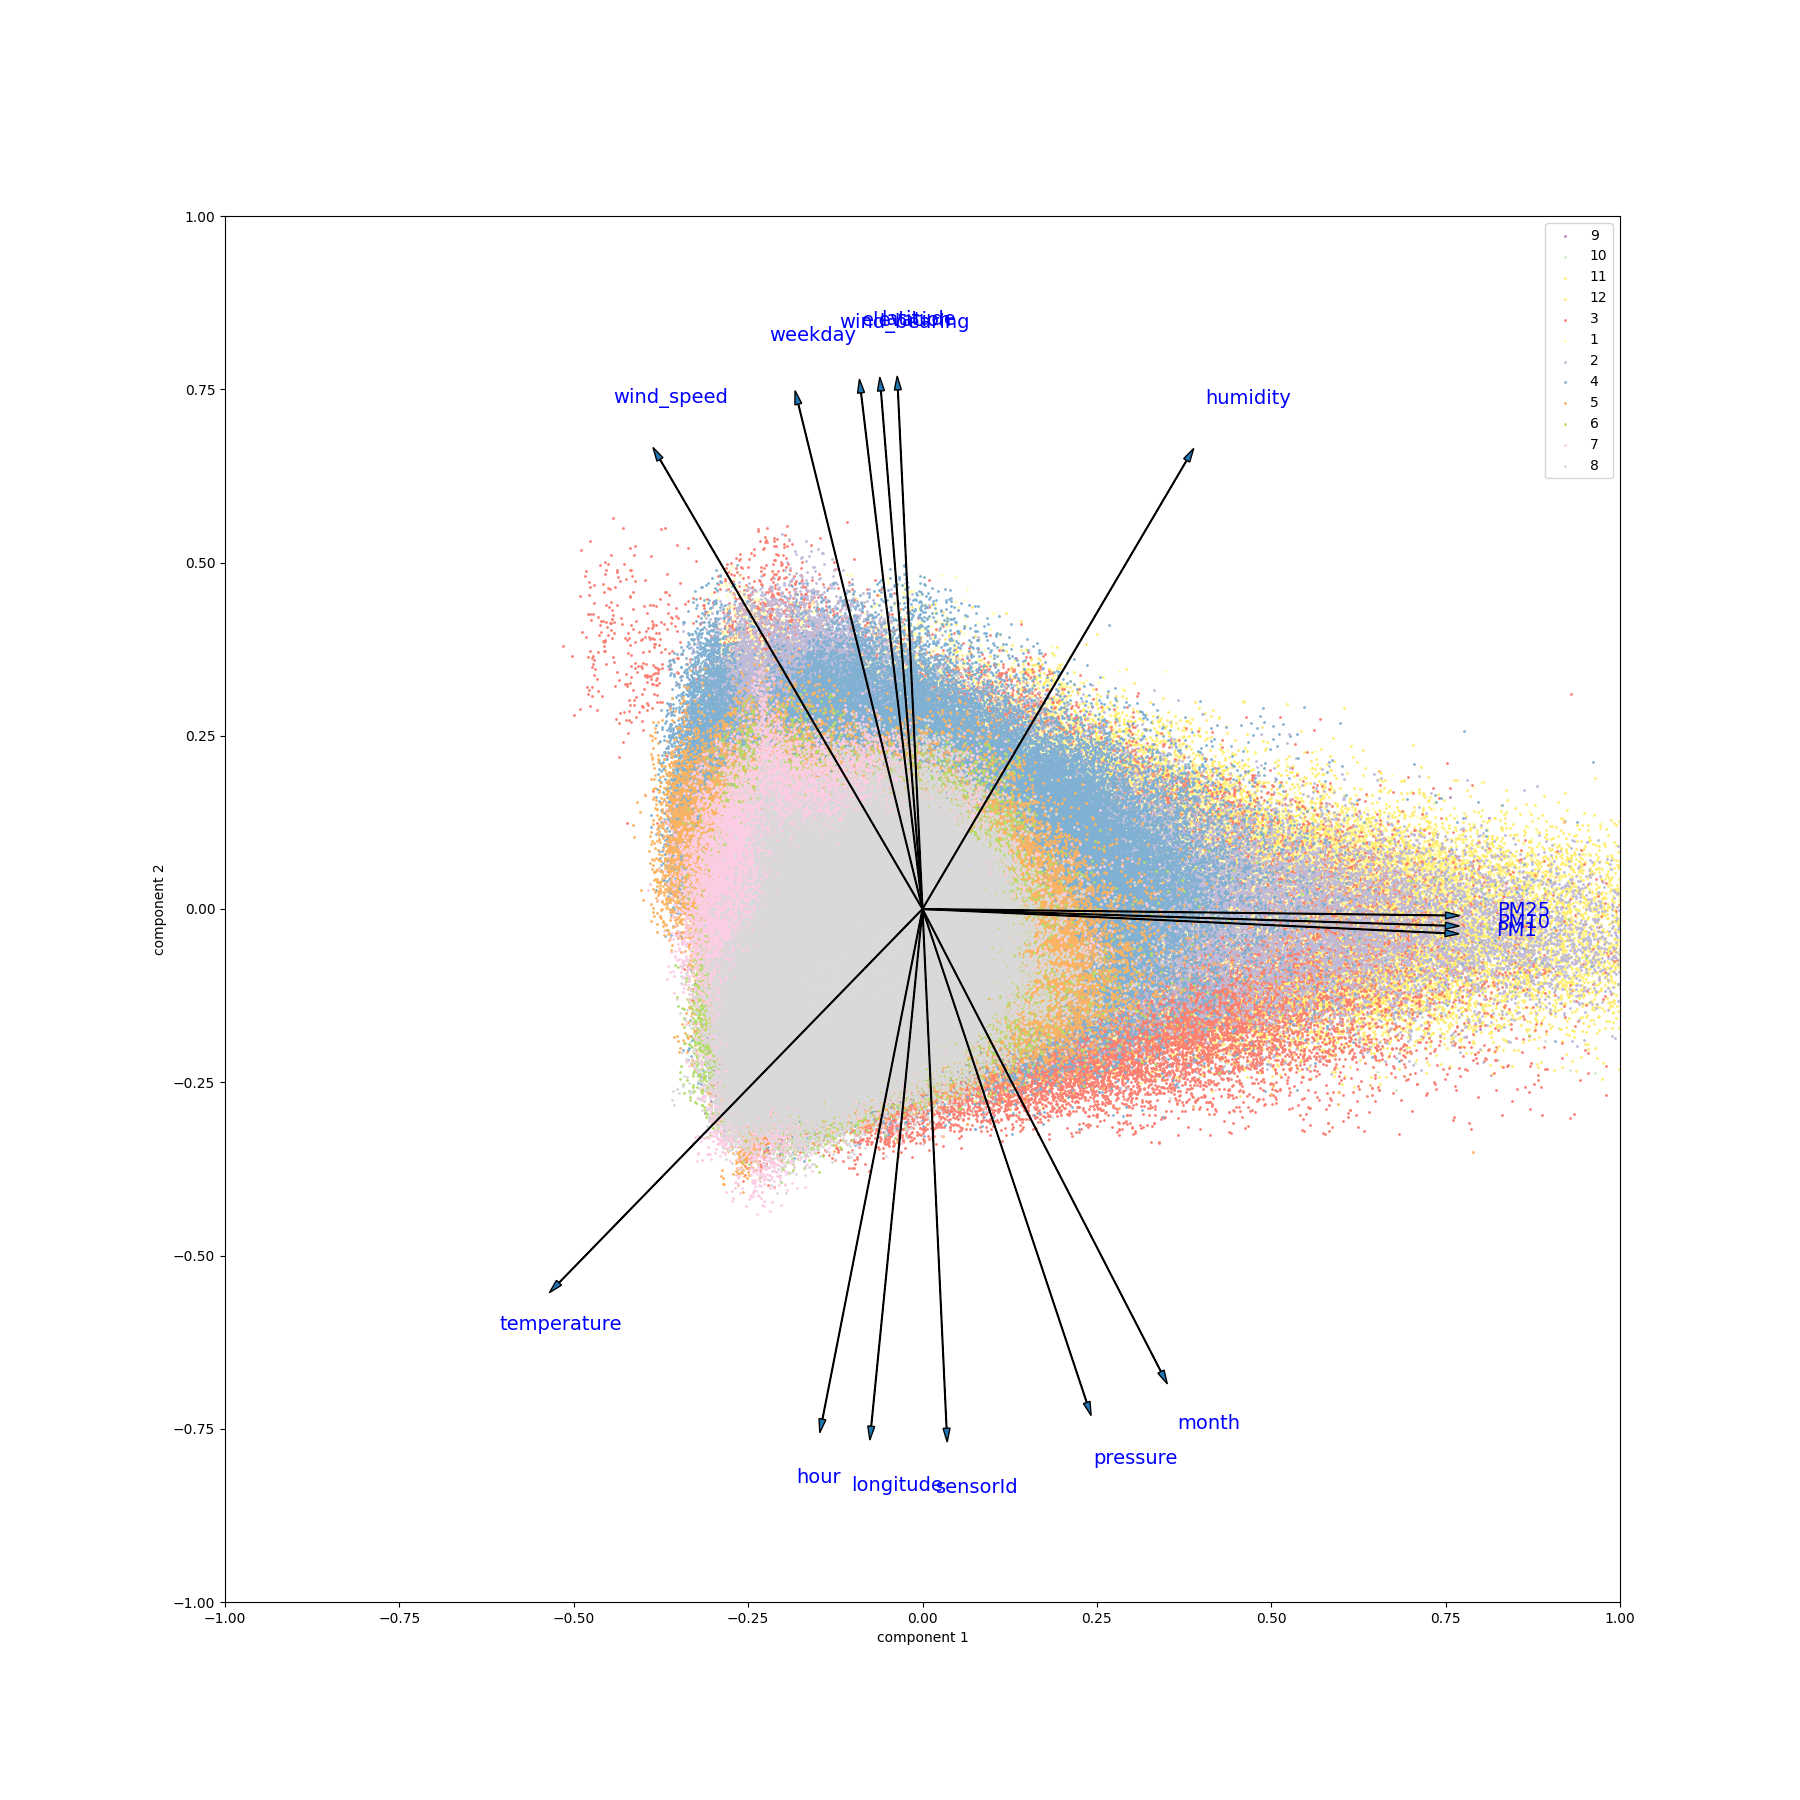 1.00
0.75
0.50
0.25
0.00
−0.25
−0.50
−0.75
−1.00
component 2
−1.00
−0.75
−0.50
−0.25
0.00
0.25
0.50
0.75
1.00
component 1
9
10
11
12
3
1
2
4
5
6
7
8
latitude
elevation
wind_bearing
weekday
wind_speed
humidity
PM25
PM10
PM1
temperature
month
pressure
hour
longitude
sensorId